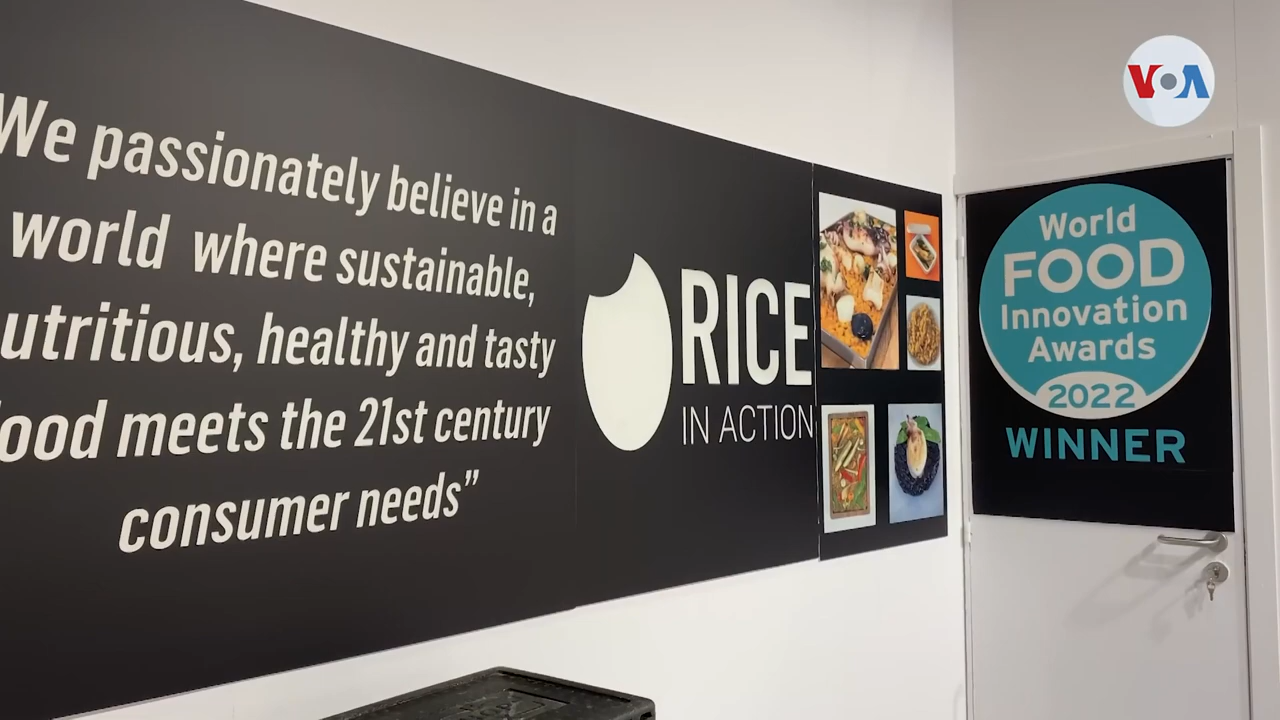 We passionately believe in a
world where sustainable,
utritious, healthy and tasty
ood meets the 21st century
consumer needs”
RICE
IN ACTION
World
FOOD
Innovation
Awards
2022
WINNER
VOA